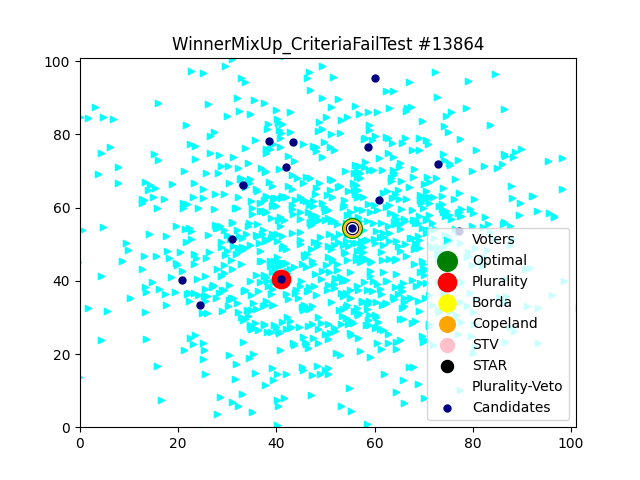 WinnerMixUp_CriteriaFailTest #13864
100
80
60
40
20
0
0
20
40
60
80
100
Voters
Optimal
Plurality
Borda
Copeland
STV
STAR
Plurality-Veto
Candidates